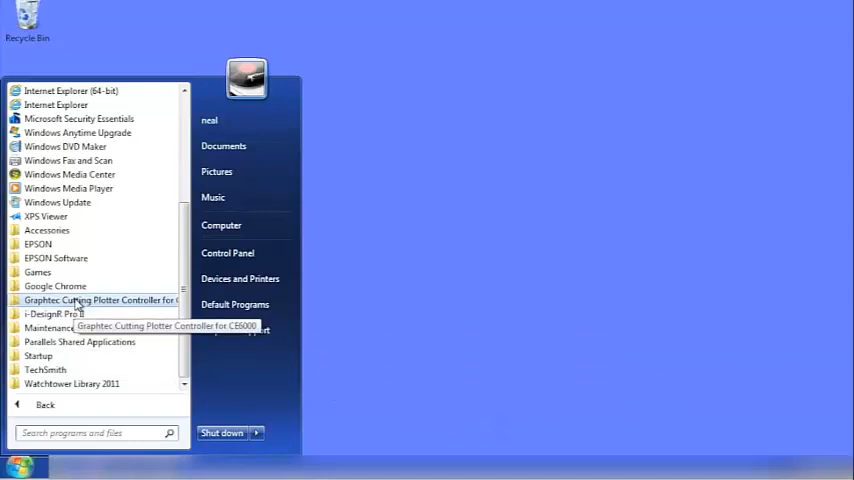 Recycle Bin
Internet Explorer (64-bit)
Internet Explorer
Microsoft Security Essentials
Windows Anytime Upgrade
Windows DVD Maker
Windows Fax and Scan
Windows Media Center
Windows Media Player
Windows Update
XPS Viewer
Accessories
EPSON
EPSON Software
Games
Google Chrome
Graphtec Cutting Plotter Controller for
i-DesignR Pro II
Maintenance
Graphtec Cutting Plotter Controller for CE6000
Parallels Shared Applications
Startup
TechSmith
Watchtower Library 2011
Back
Search programs and files
neal
Documents
Pictures
Music
Computer
Control Panel
Devices and Printers
Default Programs
Shut down